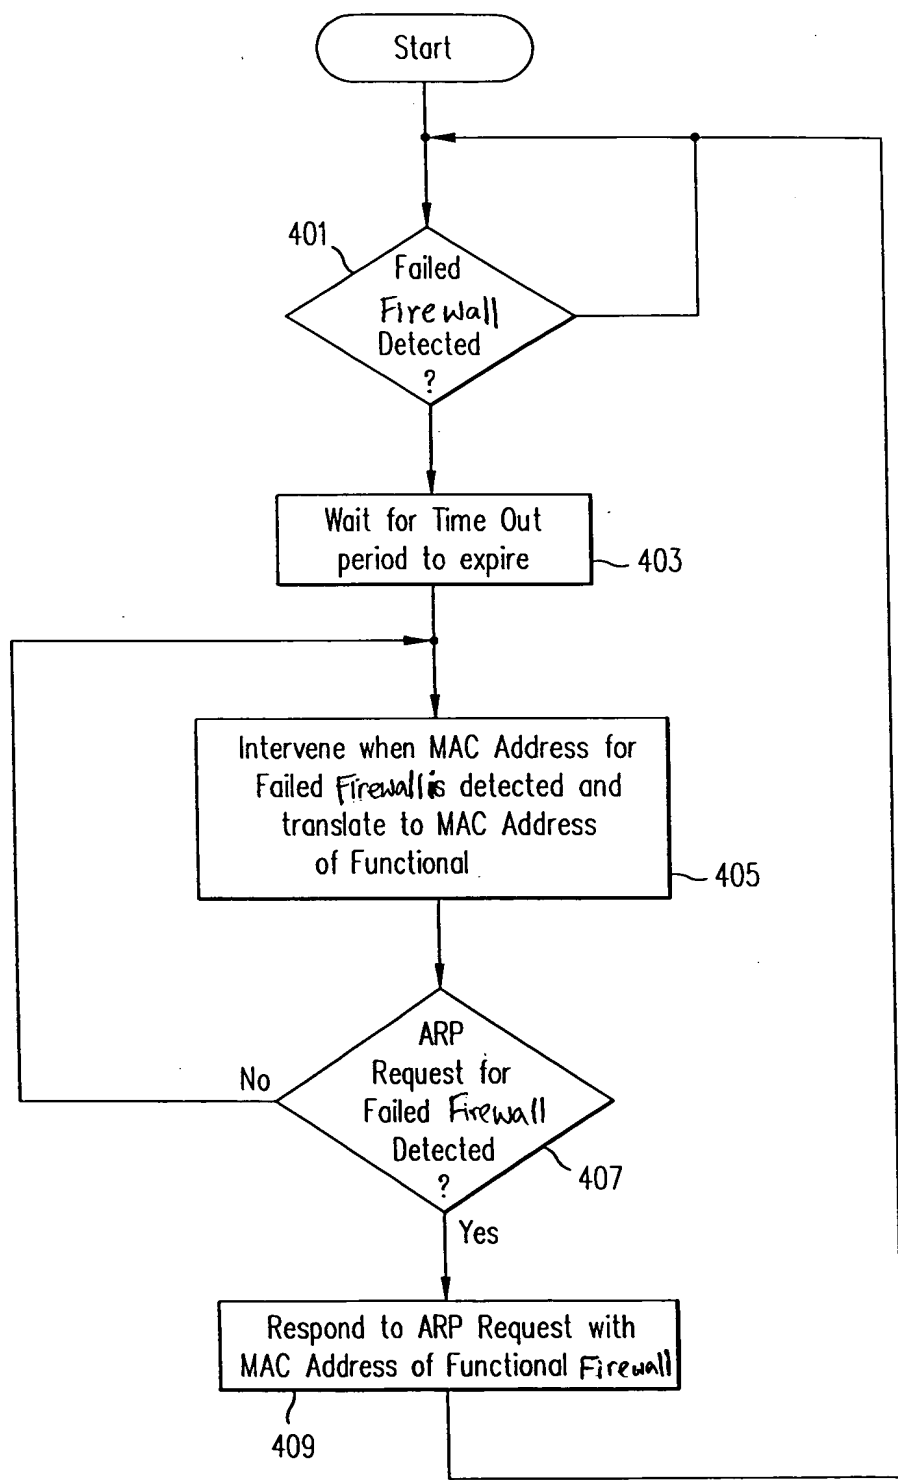 Start
401
Failed
Firewall
Detected
?
Wait for Time Out
period to expire
403
Intervene when MAC Address for
Failed Firewall is detected and
translate to MAC Address
of Functional
405
ARP
Request for
Failed Firewall
Detected
?
No
407
Yes
Respond to ARP Request with
MAC Address of Functional Firewall
409